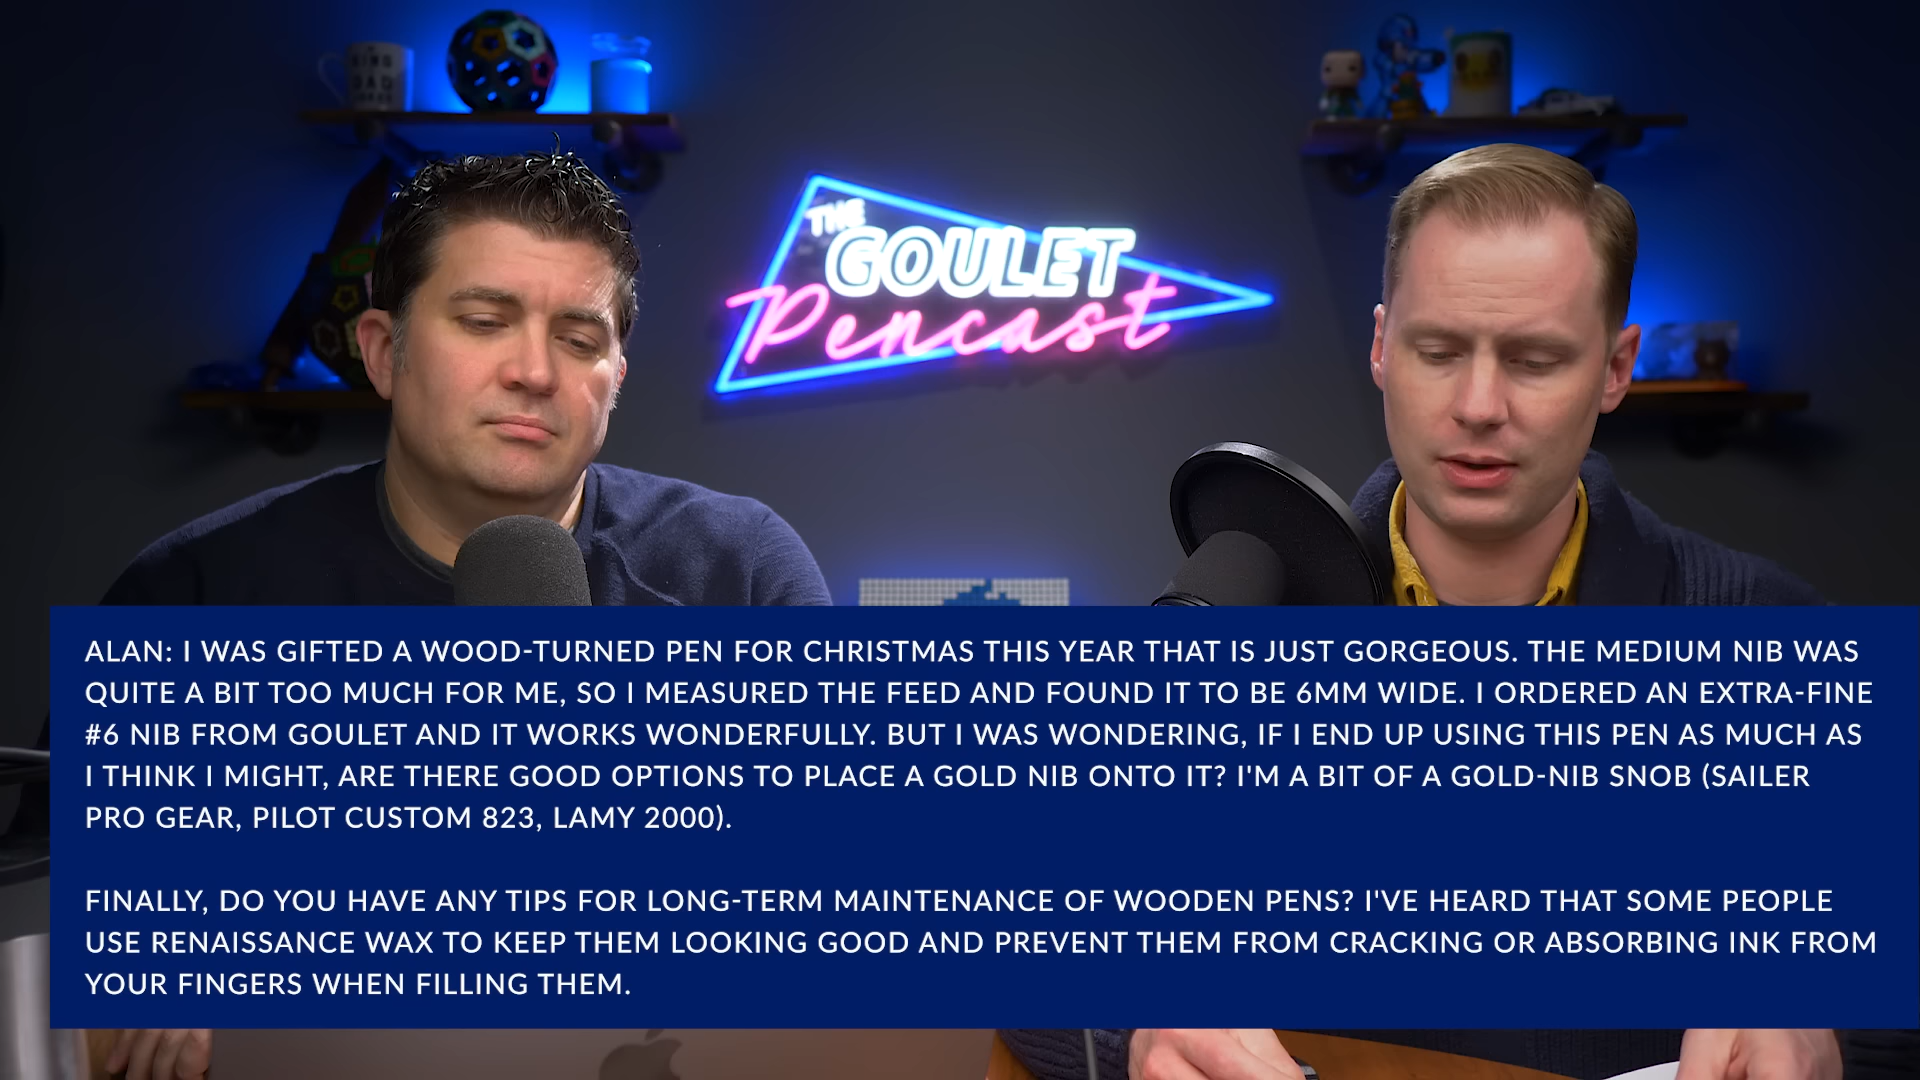 KING
DAD
THE
GOULET
Pencast
ALAN: I WAS GIFTED A WOOD-TURNED PEN FOR CHRISTMAS THIS YEAR THAT IS JUST GORGEOUS. THE MEDIUM NIB WAS
QUITE A BIT TOO MUCH FOR ME, SO I MEASURED THE FEED AND FOUND IT TO BE 6MM WIDE. I ORDERED AN EXTRA-FINE
#6 NIB FROM GOULET AND IT WORKS WONDERFULLY. BUT I WAS WONDERING, IF I END UP USING THIS PEN AS MUCH AS
I THINK I MIGHT, ARE THERE GOOD OPTIONS TO PLACE A GOLD NIB ONTO IT? I'M A BIT OF A GOLD-NIB SNOB (SAILER
PRO GEAR, PILOT CUSTOM 823, LAMY 2000).
FINALLY, DO YOU HAVE ANY TIPS FOR LONG-TERM MAINTENANCE OF WOODEN PENS? I'VE HEARD THAT SOME PEOPLE
USE RENAISSANCE WAX TO KEEP THEM LOOKING GOOD AND PREVENT THEM FROM CRACKING OR ABSORBING INK FROM
YOUR FINGERS WHEN FILLING THEM.